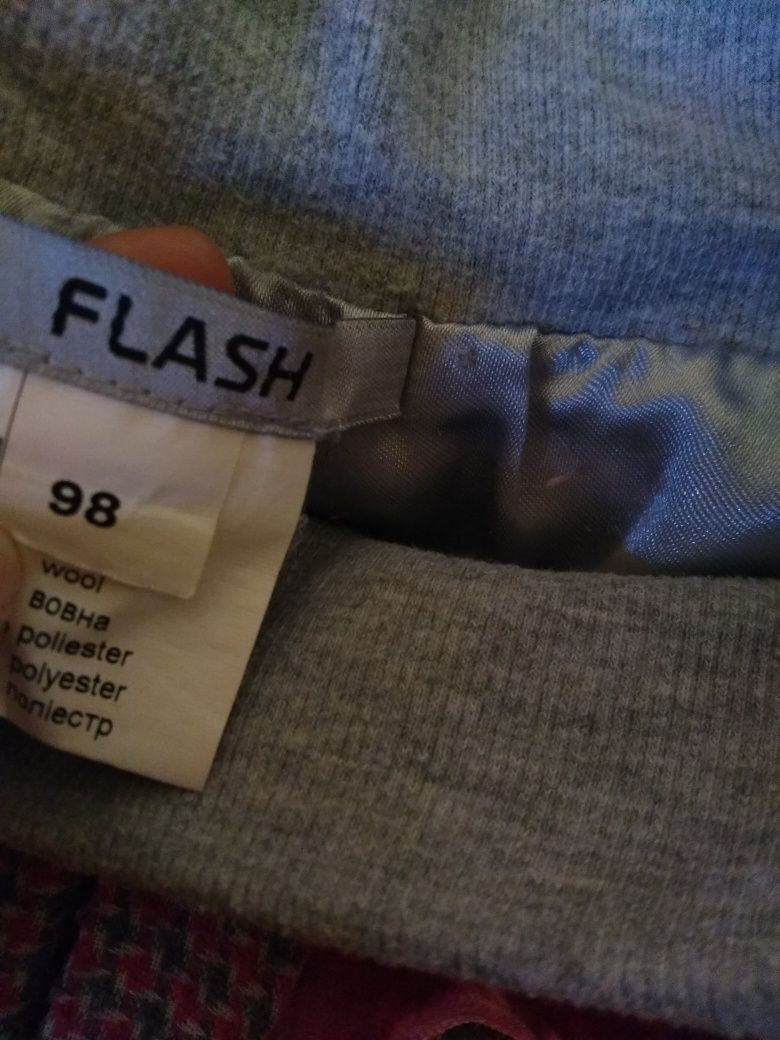 FLASH
98
wool
вовна
poliester
polyester
поліестр